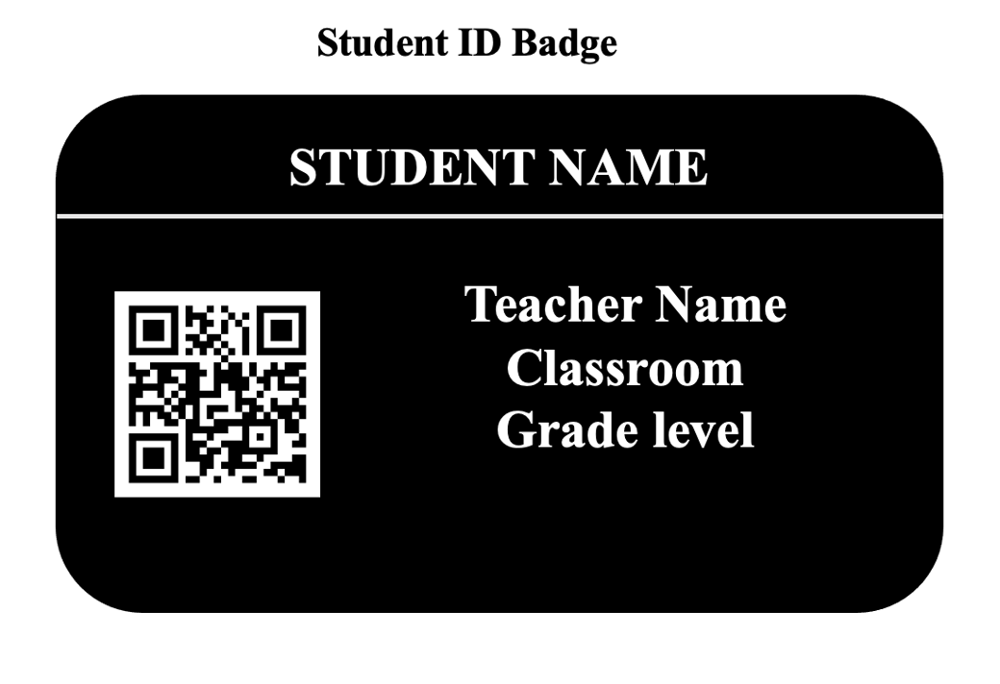 Student ID Badge
STUDENT NAME
Teacher Name
Classroom
Grade level